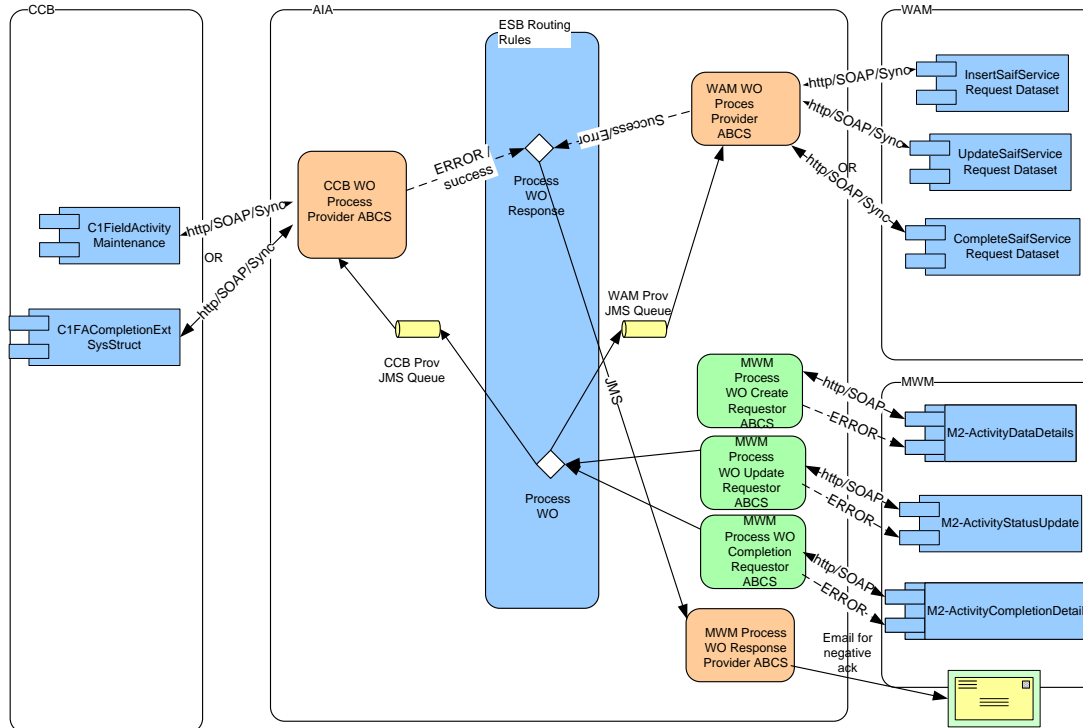 CCB
AIA
WAM
ESB Routing
Rules
InsertSaifService
Request Dataset
http/SOAP/Sync
WAM WO
Proces
Provider
ABCS
Success/Error
http/SOAP/Sync
UpdateSaifService
Request Dataset
OR
http/SOAP/Sync
CompleteSaifService
Request Dataset
ERROR /
success
Process
WO
Response
CCB WO
Process
Provider ABCS
C1FieldActivity
Maintenance
http/SOAP/Sync
OR
http/SOAP/Sync
C1FACompletionExt
SysStruct
WAM Prov
JMS Queue
CCB Prov
JMS Queue
JMS
MWM
MWM
Process
WO Create
Requestor
ABCS
http/SOAP
ERROR
M2-ActivityDataDetails
MWM
Process
WO Update
Requestor
ABCS
http/SOAP
ERROR
M2-ActivityStatusUpdate
Process
WO
MWM
Process WO
Completion
Requestor
ABCS
http/SOAP
ERROR
M2-ActivityCompletionDetail
MWM Process
WO Response
Provider ABCS
Email for
negative
ack